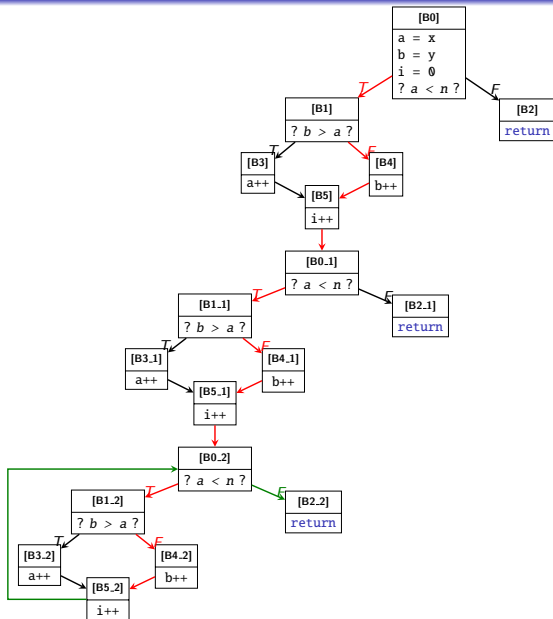 [B0]
a = x
b = y
i = 0
? a < n ?
T
F
[B1]
? b > a ?
[B2]
return
T
F
[B3]
a++
[B4]
b++
[B5]
i++
[B0_1]
? a < n ?
T
F
[B1_1]
? b > a ?
[B2_1]
return
T
F
[B3_1]
a++
[B4_1]
b++
[B5_1]
i++
[B0_2]
? a < n ?
T
F
[B1_2]
? b > a ?
[B2_2]
return
T
F
[B3_2]
a++
[B4_2]
b++
[B5_2]
i++